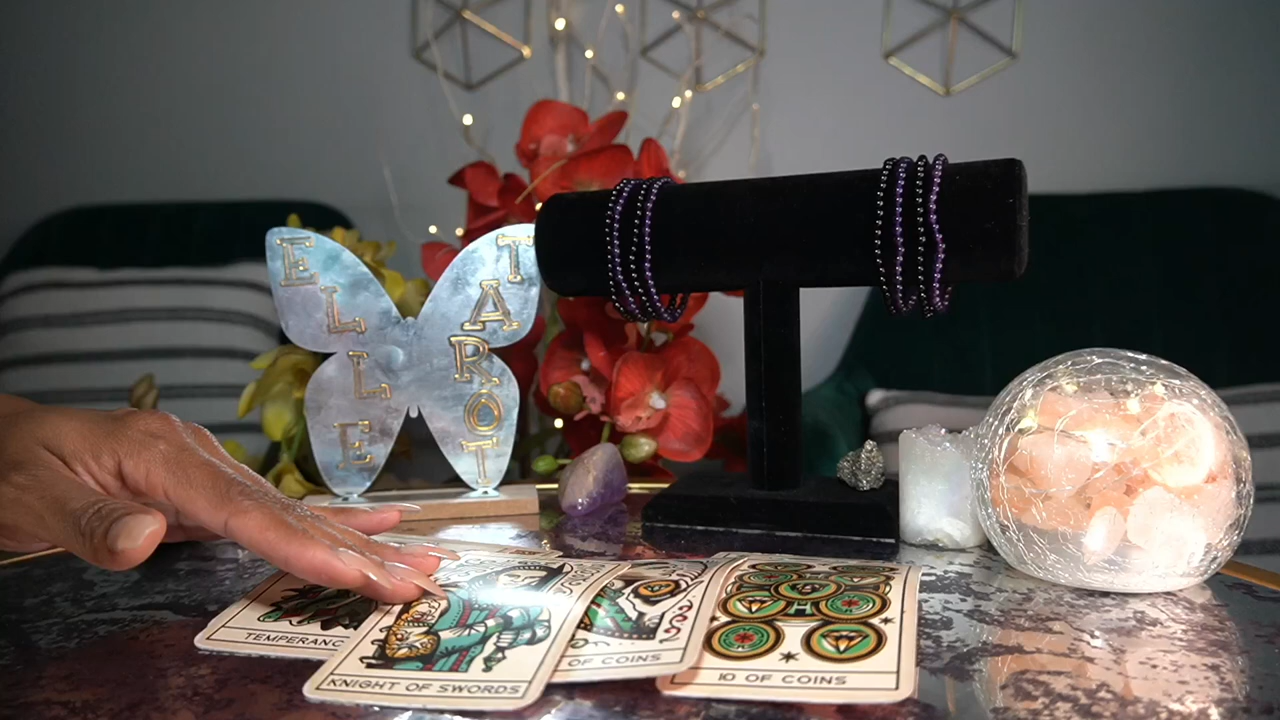 ELLE
TAROT
TEMPERANC
KNIGHT OF SWORDS
OF COINS
10 OF COINS